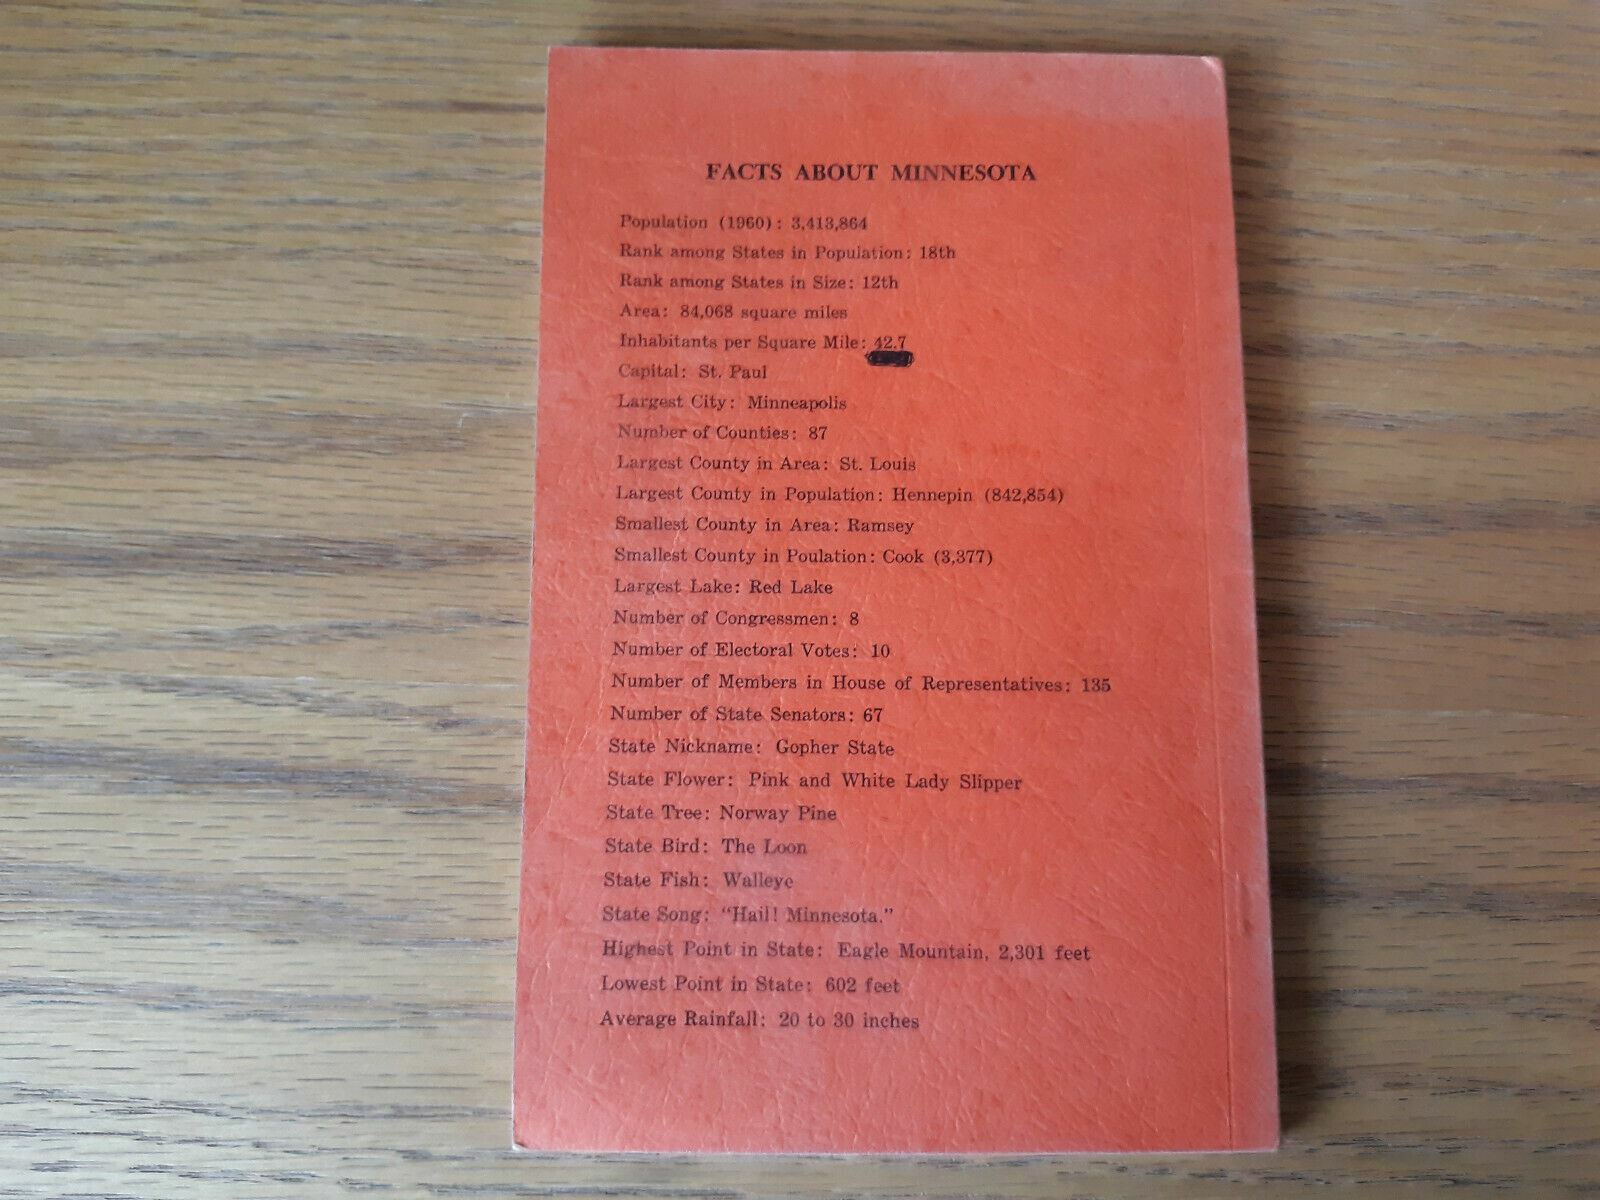 FACTS ABOUT MINNESOTA
Population (1960): 3,413,864
Rank among States in Population: 18th
Rank among States in Size: 12th
Area: 84,068 square miles
Inhabitants per Square Mile: 42.7
Capital: St. Paul
Largest City: Minneapolis
Number of Counties: 87
Largest County in Area: St. Louis
Largest County in Population: Hennepin (842,854)
Smallest County in Area: Ramsey
Smallest County in Poulation: Cook (3,377)
Largest Lake: Red Lake
Number of Congressmen: 8
Number of Electoral Votes: 10
Number of Members in House of Representatives: 135
Number of State Senators: 67
State Nickname: Gopher State
State Flower: Pink and White Lady Slipper
State Tree: Norway Pine
State Bird: The Loon
State Fish: Walleye
State Song: "Hail! Minnesota."
Highest Point in State: Eagle Mountain, 2,301 feet
Lowest Point in State: 602 feet
Average Rainfall: 20 to 30 inches